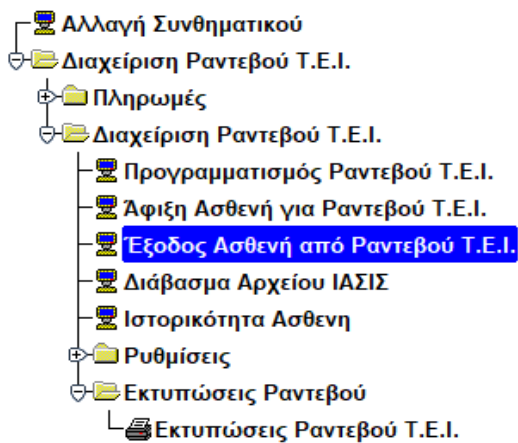 Αλλαγή Συνθηματικού
Διαχείριση Ραντεβού Τ.Ε.Ι.
Πληρωμές
Διαχείριση Ραντεβού Τ.Ε.Ι.
Προγραμματισμός Ραντεβού Τ.Ε.Ι.
Άφιξη Ασθενή για Ραντεβού Τ.Ε.Ι.
Έξοδος Ασθενή από Ραντεβού Τ.Ε.Ι.
Διάβασμα Αρχείου ΙΑΣΙΣ
Ιστορικότητα Ασθενη
Ρυθμίσεις
Εκτυπώσεις Ραντεβού
Εκτυπώσεις Ραντεβού Τ.Ε.Ι.